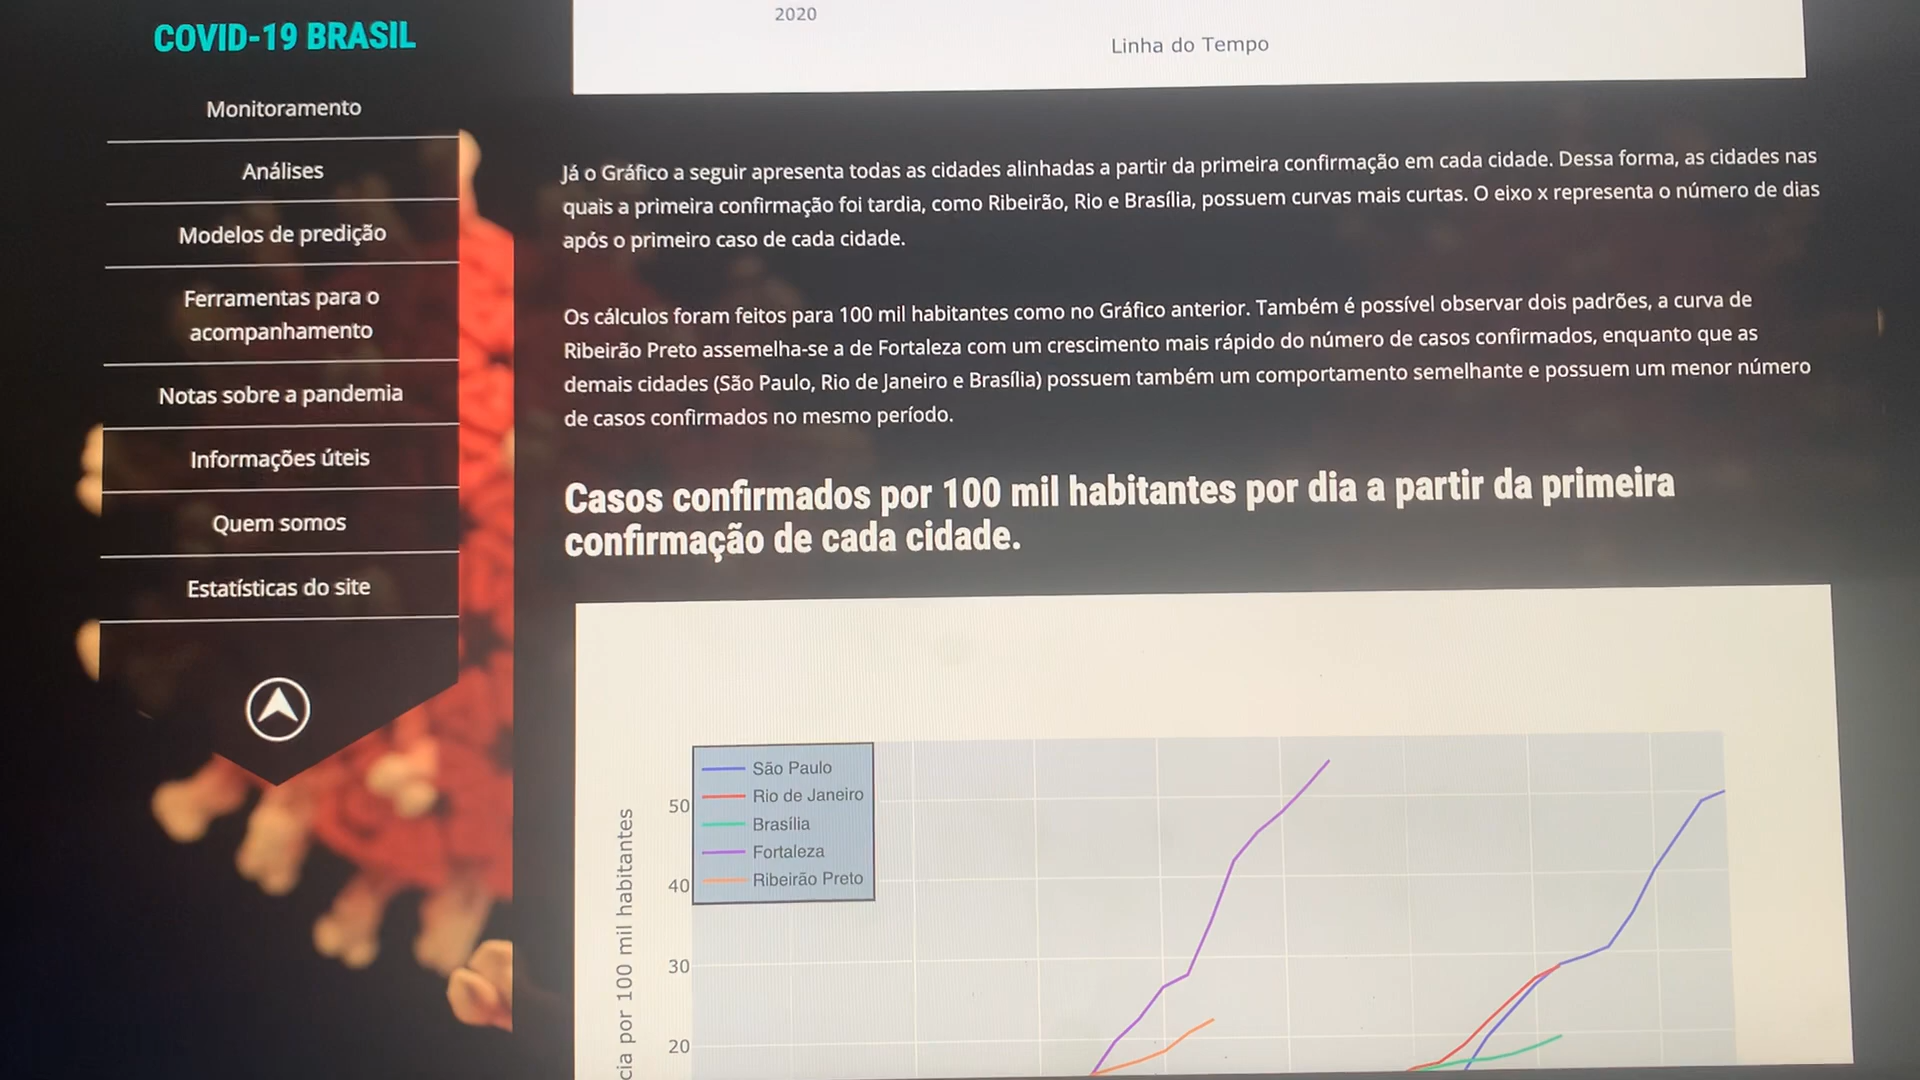 COVID-19 BRASIL
Monitoramento
Análises
Modelos de predição
Ferramentas para o
acompanhamento
Notas sobre a pandemia
Informações úteis
Quem somos
Estatísticas do site
2020
Linha do Tempo
Já o Gráfico a seguir apresenta todas as cidades alinhadas a partir da primeira confirmação em cada cidade. Dessa forma, as cidades nas
quais a primeira confirmação foi tardia, como Ribeirão, Rio e Brasília, possuem curvas mais curtas. O eixo x representa o número de dias
após o primeiro caso de cada cidade.
Os cálculos foram feitos para 100 mil habitantes como no Gráfico anterior. Também é possível observar dois padrões, a curva de
Ribeirão Preto assemelha-se a de Fortaleza com um crescimento mais rápido do número de casos confirmados, enquanto que as
demais cidades (São Paulo, Rio de Janeiro e Brasília) possuem também um comportamento semelhante e possuem um menor número
de casos confirmados no mesmo período.
Casos confirmados por 100 mil habitantes por dia a partir da primeira
confirmação de cada cidade.
São Paulo
Rio de Janeiro
Brasília
Fortaleza
Ribeirão Preto
50
40
30
20
cia por 100 mil habitantes